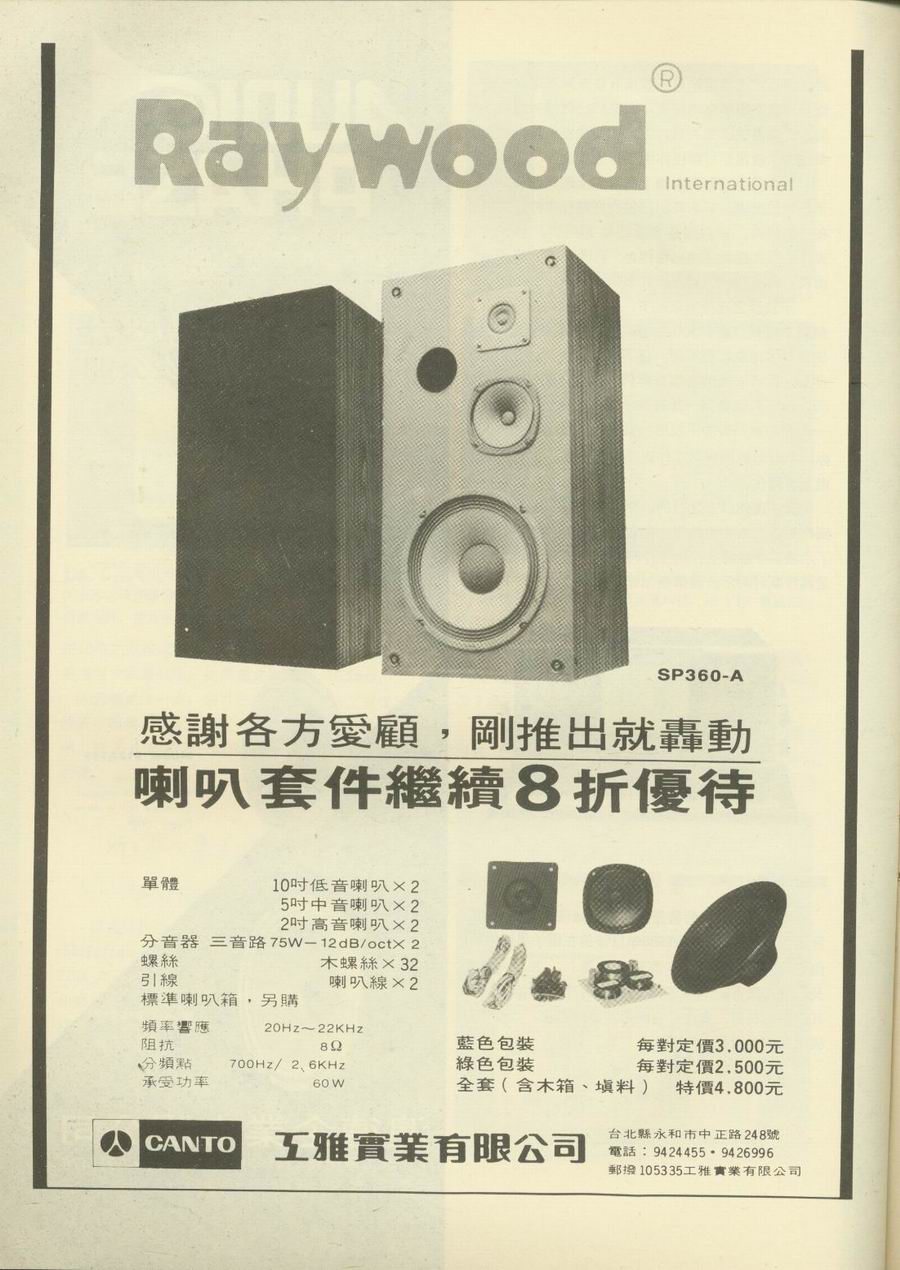 Raywood®
International
SP360-A
感謝各方愛顧，剛推出就轟動
喇叭套件繼續8折優待
單體 10吋低音喇叭×2
5吋中音喇叭×2
2吋高音喇叭×2
分音器 三音路75W－12dB/oct×2
螺絲 木螺絲×32
引線 喇叭線×2
標準喇叭箱，另購
頻率響應 20Hz～22KHz
阻抗 8Ω
分頻點 700Hz/ 2、6KHz
承受功率 60W
藍色包裝 每對定價3.000元
綠色包裝 每對定價2,500元
全套（含木箱、填料） 特價4.800元
CANTO
工雅實業有限公司
台北縣永和市中正路248號
電話：9424455・9426996
郵撥105335工雅實業有限公司